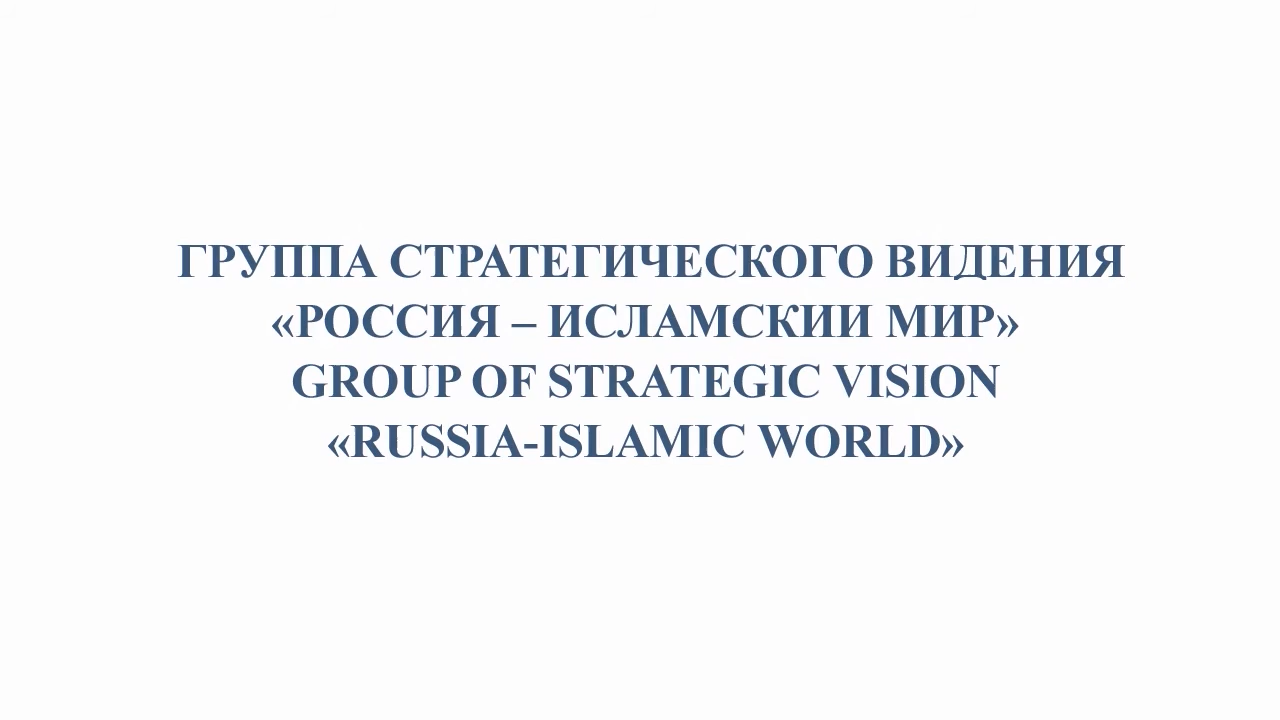 ГРУППА СТРАТЕГИЧЕСКОГО ВИДЕНИЯ
«РОССИЯ – ИСЛАМСКИИ МИР»
GROUP OF STRATEGIC VISION
«RUSSIA-ISLAMIC WORLD»